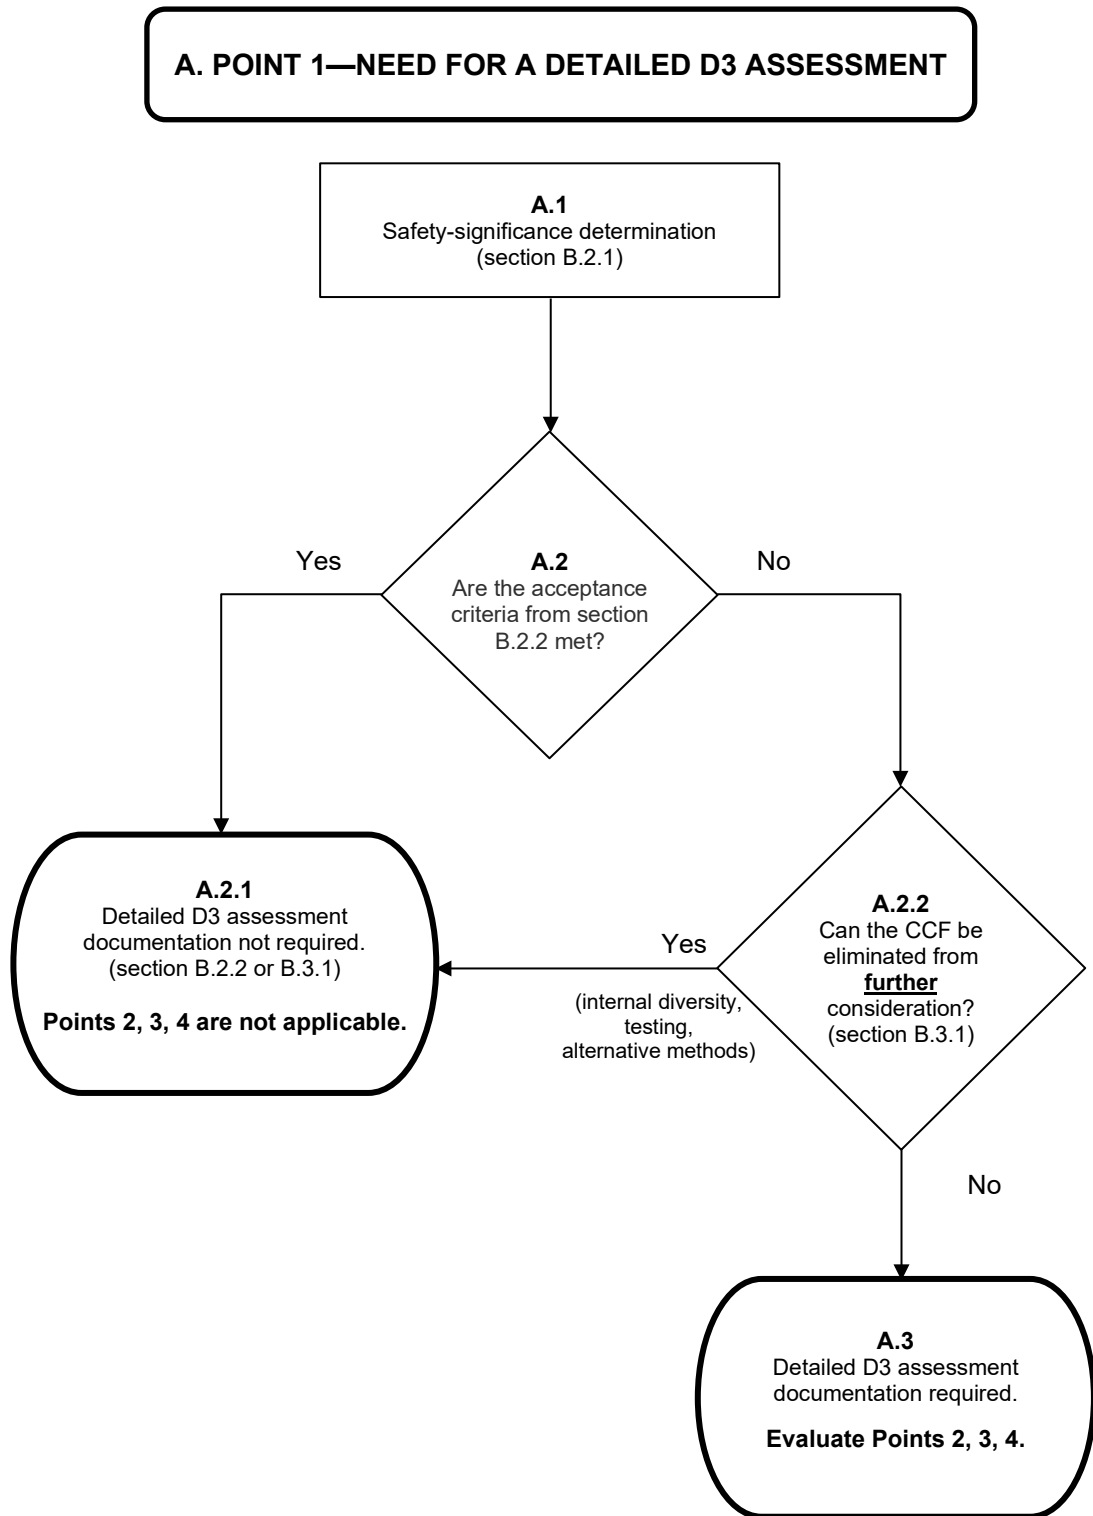 A. POINT 1—NEED FOR A DETAILED D3 ASSESSMENT
A.1
Safety-significance determination
(section B.2.1)
Yes
No
A.2
Are the acceptance
criteria from section
B.2.2 met?
A.2.1
Detailed D3 assessment
documentation not required.
(section B.2.2 or B.3.1)
Points 2, 3, 4 are not applicable.
Yes
(internal diversity,
testing,
alternative methods)
A.2.2
Can the CCF be
eliminated from
further
consideration?
(section B.3.1)
No
A.3
Detailed D3 assessment
documentation required.
Evaluate Points 2, 3, 4.